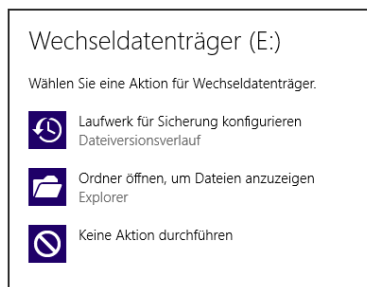 Wechseldatenträger (E:)
Wählen Sie eine Aktion für Wechseldatenträger.
Laufwerk für Sicherung konfigurieren
Dateiversionsverlauf
Ordner öffnen, um Dateien anzuzeigen
Explorer
Keine Aktion durchführen